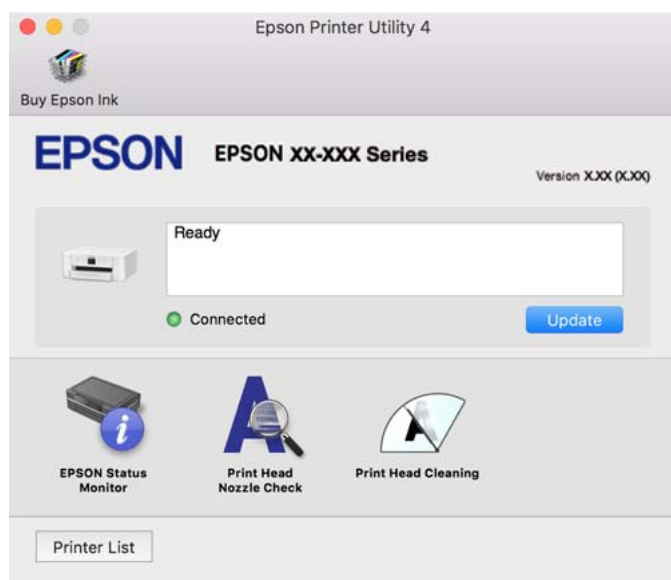 Epson Printer Utility 4
Buy Epson Ink
EPSON
EPSON XX-XXX Series
Version X.XX (X.XX)
Ready
Connected
Update
EPSON Status
Monitor
Print Head
Nozzle Check
Print Head Cleaning
Printer List